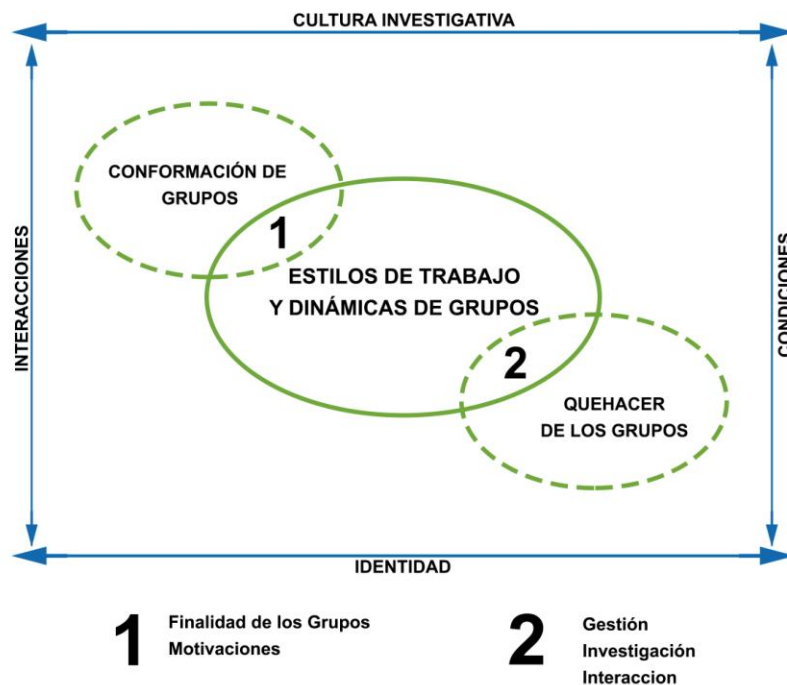 CULTURA INVESTIGATIVA
INTERACCIONES
CONDICIONES
CONFORMACIÓN DE
GRUPOS
1
ESTILOS DE TRABAJO
Y DINÁMICAS DE GRUPOS
2
QUEHACER
DE LOS GRUPOS
IDENTIDAD
1
Finalidad de los Grupos
Motivaciones
2
Gestión
Investigación
Interaccion